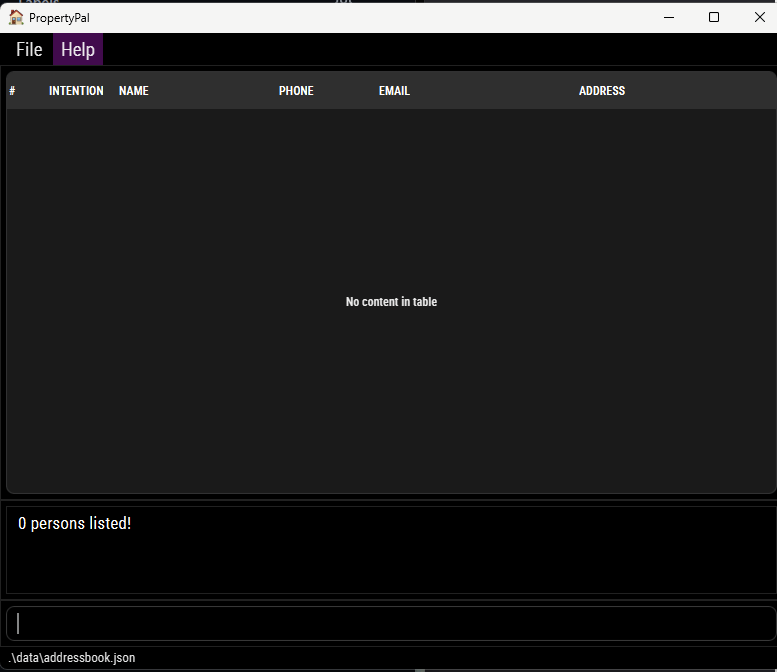 PropertyPal
File Help
# INTENTION NAME PHONE EMAIL ADDRESS
No content in table
0 persons listed!
.\data\addressbook.json